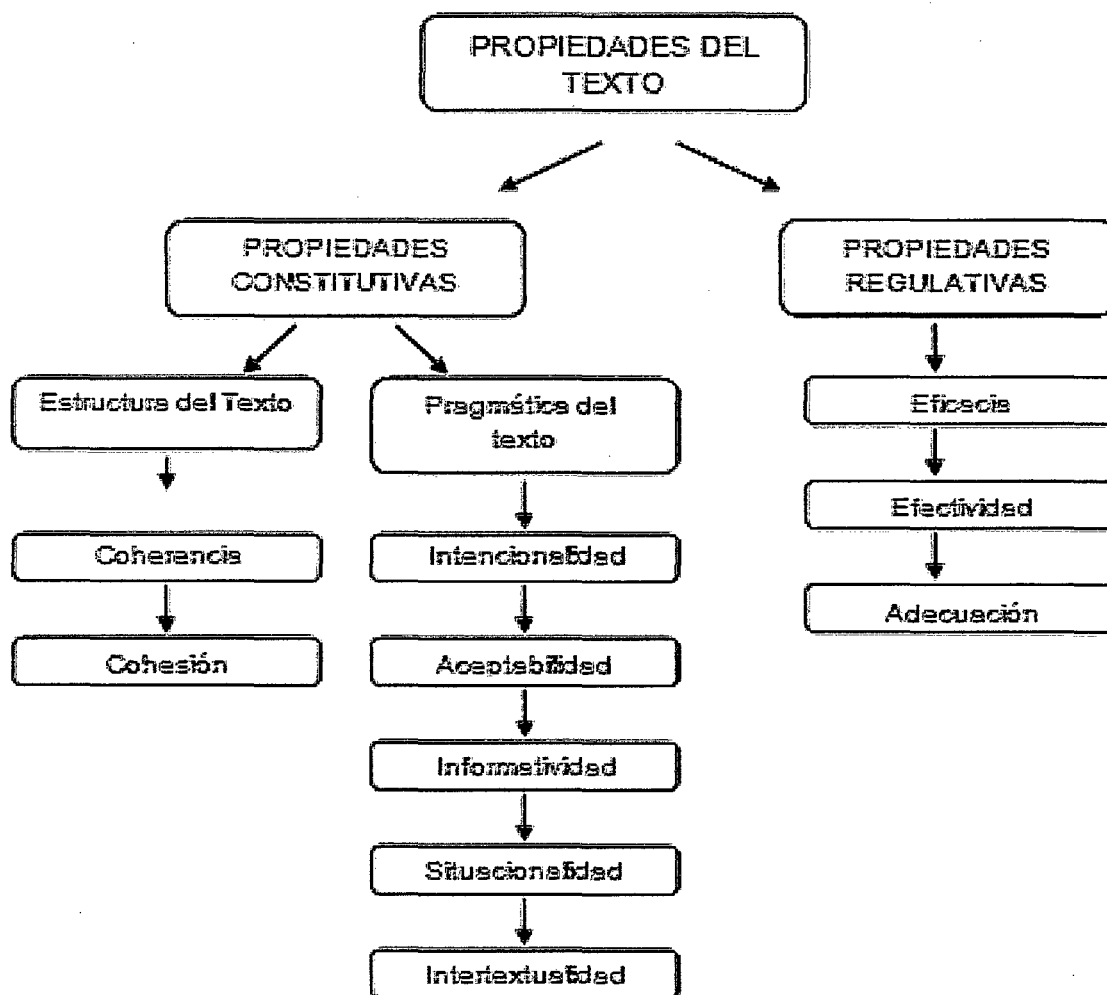 PROPIEDADES DEL
TEXTO
PROPIEDADES
CONSTITUTIVAS
PROPIEDADES
REGULATIVAS
Estructura del Texto
Pragmática del
texto
Eficacia
Efectividad
Coherencia
Intencionalidad
Adecuación
Cohesión
Aceptabilidad
Informatividad
Situacionalidad
Intertextualidad